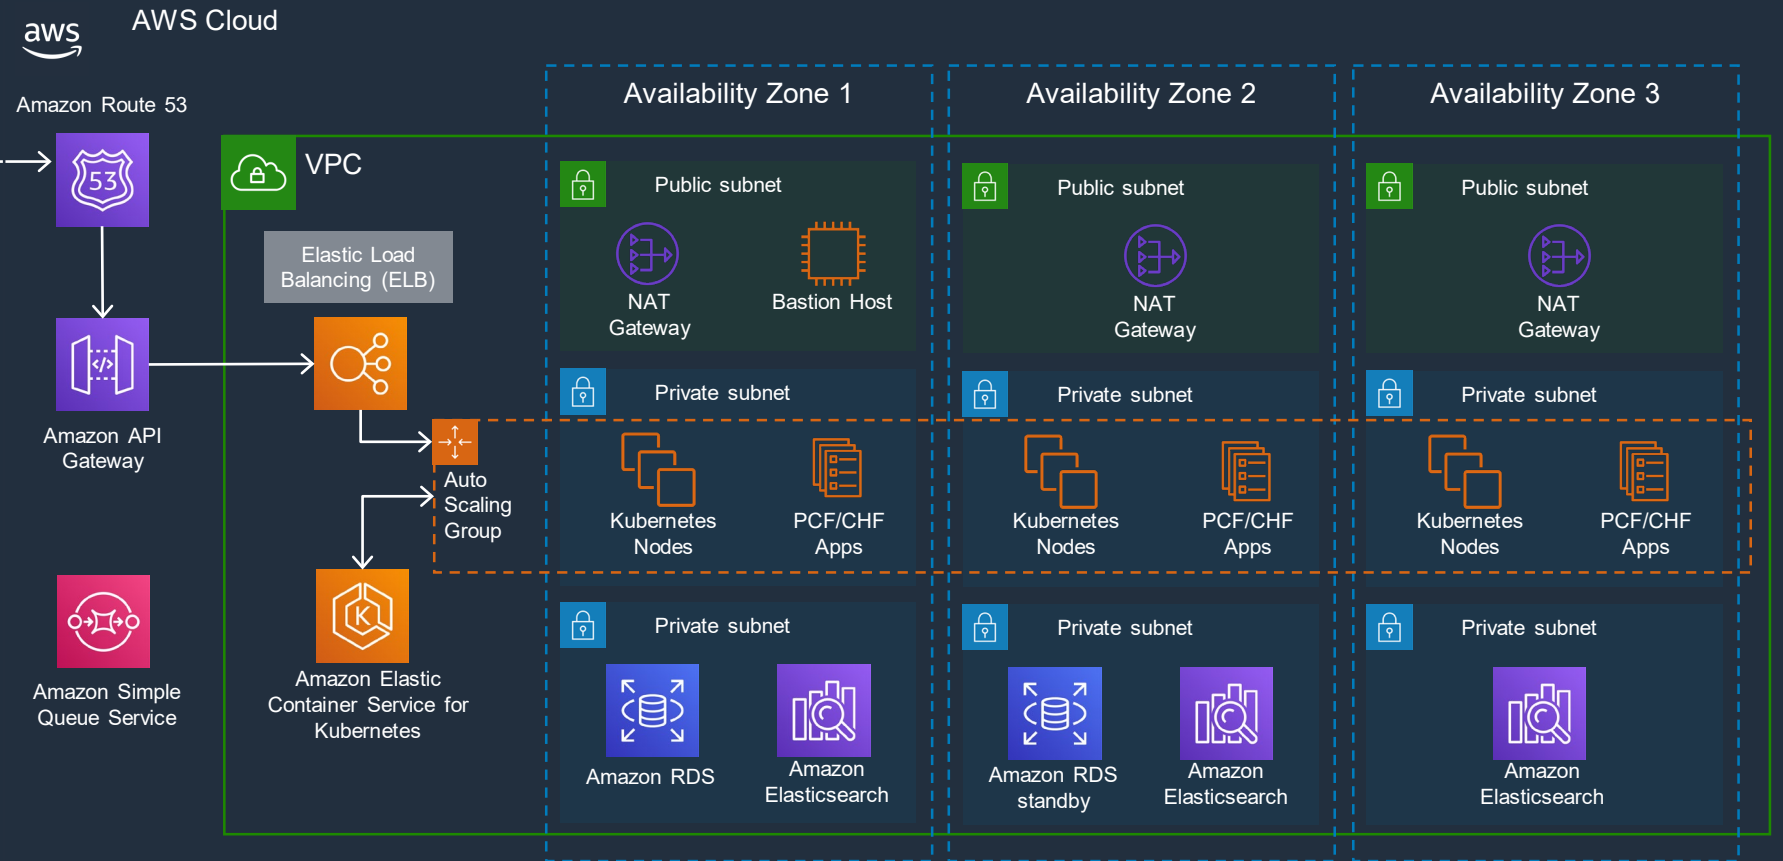 aws
AWS Cloud
Amazon Route 53
53
Amazon API
Gateway
Amazon Simple
Queue Service
VPC
Elastic Load
Balancing (ELB)
Auto
Scaling
Group
K
Amazon Elastic
Container Service for
Kubernetes
Availability Zone 1
Public subnet
NAT
Gateway
Bastion Host
Private subnet
Kubernetes
Nodes
PCF/CHF
Apps
Private subnet
Amazon RDS
Amazon
Elasticsearch
Availability Zone 2
Public subnet
NAT
Gateway
Private subnet
Kubernetes
Nodes
PCF/CHF
Apps
Private subnet
Amazon RDS
standby
Amazon
Elasticsearch
Availability Zone 3
Public subnet
NAT
Gateway
Private subnet
Kubernetes
Nodes
PCF/CHF
Apps
Private subnet
Amazon
Elasticsearch